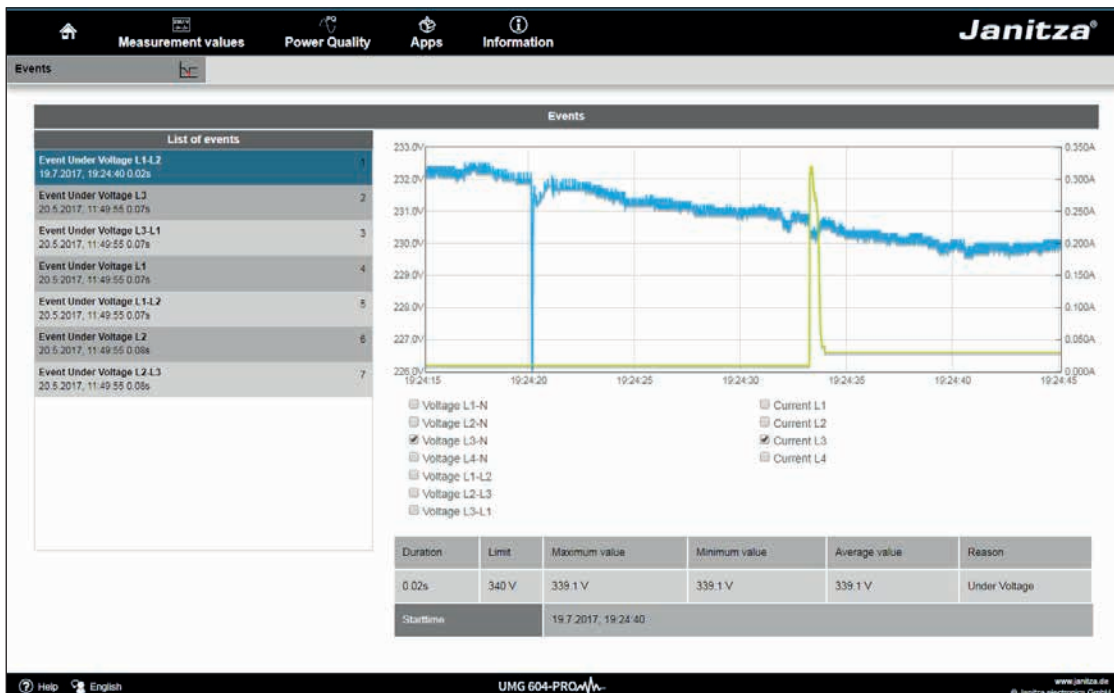 Measurement values
Power Quality
Apps
Information
Janitza®
Events
Events
List of events
Event Under Voltage L1-L2 1
19.7.2017, 19:24:40 0.02s
Event Under Voltage L3 2
20.5.2017, 11:49:55 0.07s
Event Under Voltage L3-L1 3
20.5.2017, 11:49:55 0.07s
Event Under Voltage L1 4
20.5.2017, 11:49:55 0.07s
Event Under Voltage L1-L2 5
20.5.2017, 11:49:55 0.07s
Event Under Voltage L2 6
20.5.2017, 11:49:55 0.08s
Event Under Voltage L2-L3 7
20.5.2017, 11:49:55 0.08s
233.0V 0.350A
232.0V 0.300A
231.0V 0.250A
230.0V 0.200A
229.0V 0.150A
228.0V 0.100A
227.0V 0.050A
226.0V 0.000A
19:24:15 19:24:20 19:24:25 19:24:30 19:24:35 19:24:40 19:24:45
Voltage L1-N Current L1
Voltage L2-N Current L2
Voltage L3-N Current L3
Voltage L4-N Current L4
Voltage L1-L2
Voltage L2-L3
Voltage L3-L1
Duration Limit Maximum value Minimum value Average value Reason
0.02s 340 V 339.1 V 339.1 V 339.1 V Under Voltage
Starttime 19.7.2017, 19:24:40
Help English UMG 604-PRO www.janitza.de
© Janitza electronics GmbH